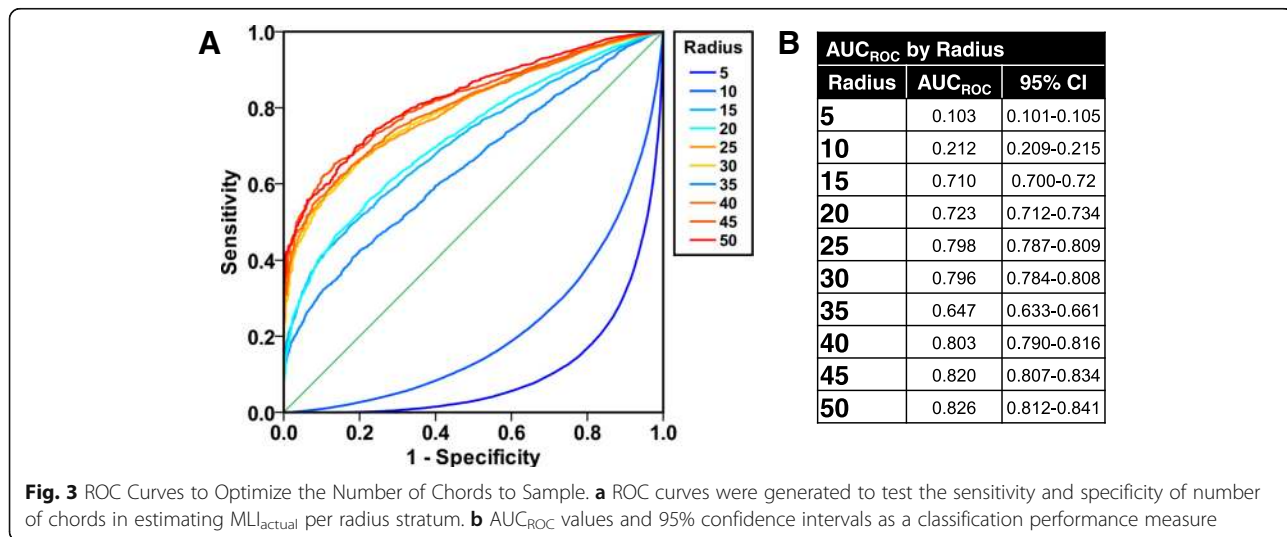 A
1.0
0.8
0.6
0.4
0.2
0.0
Sensitivity
0.0 0.2 0.4 0.6 0.8 1.0
1 - Specificity
Radius
5
10
15
20
25
30
35
40
45
50
B
AUCROC by Radius
Radius AUCROC 95% CI
5 0.103 0.101-0.105
10 0.212 0.209-0.215
15 0.710 0.700-0.72
20 0.723 0.712-0.734
25 0.798 0.787-0.809
30 0.796 0.784-0.808
35 0.647 0.633-0.661
40 0.803 0.790-0.816
45 0.820 0.807-0.834
50 0.826 0.812-0.841
Fig. 3 ROC Curves to Optimize the Number of Chords to Sample. a ROC curves were generated to test the sensitivity and specificity of number
of chords in estimating MLIactual per radius stratum. b AUCROC values and 95% confidence intervals as a classification performance measure